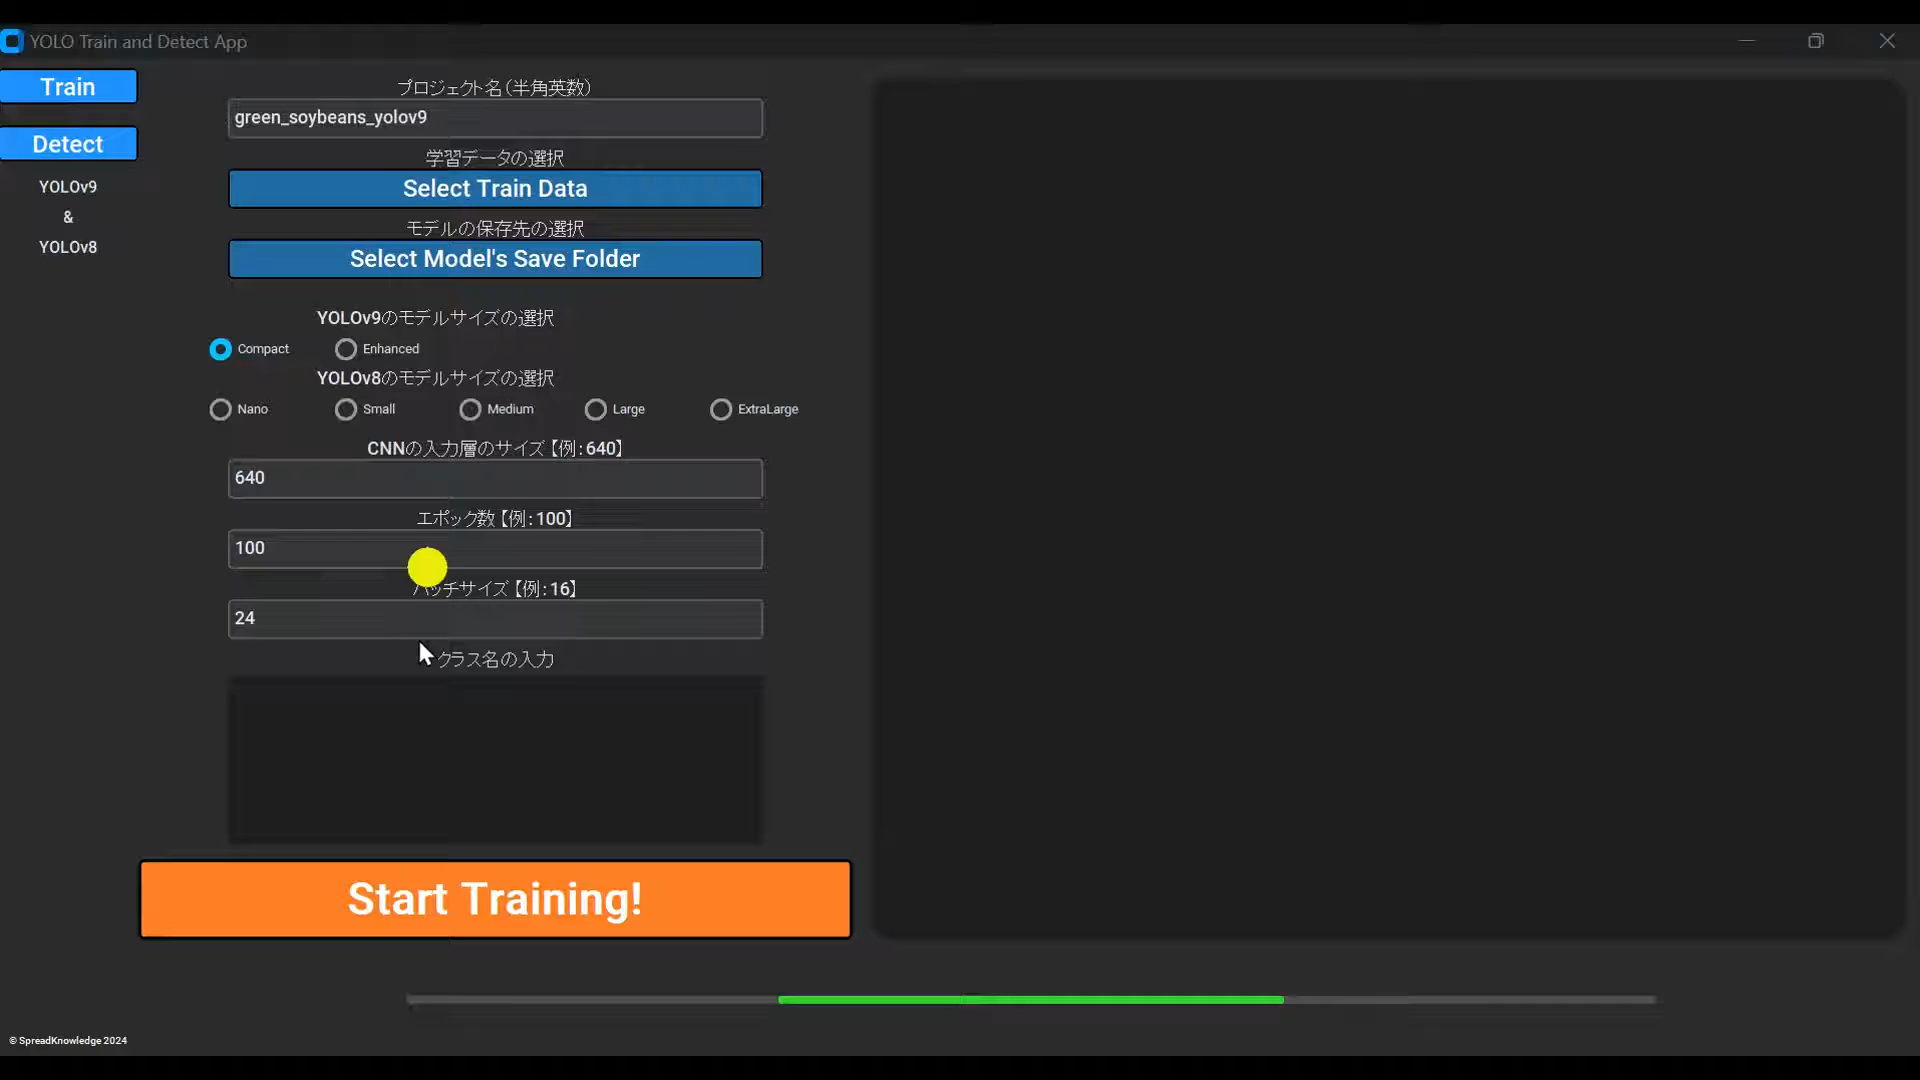 YOLO Train and Detect App
Train
Detect
YOLOv9
&
YOLOv8
プロジェクト名(半角英数)
green_soybeans_yolov9
学習データの選択
Select Train Data
モデルの保存先の選択
Select Model's Save Folder
YOLOv9のモデルサイズの選択
Compact Enhanced
YOLOv8のモデルサイズの選択
Nano Small Medium Large ExtraLarge
CNNの入力層のサイズ【例:640】
640
エポック数【例:100】
100
バッチサイズ【例:16】
24
クラス名の入力
Start Training!
© SpreadKnowledge 2024